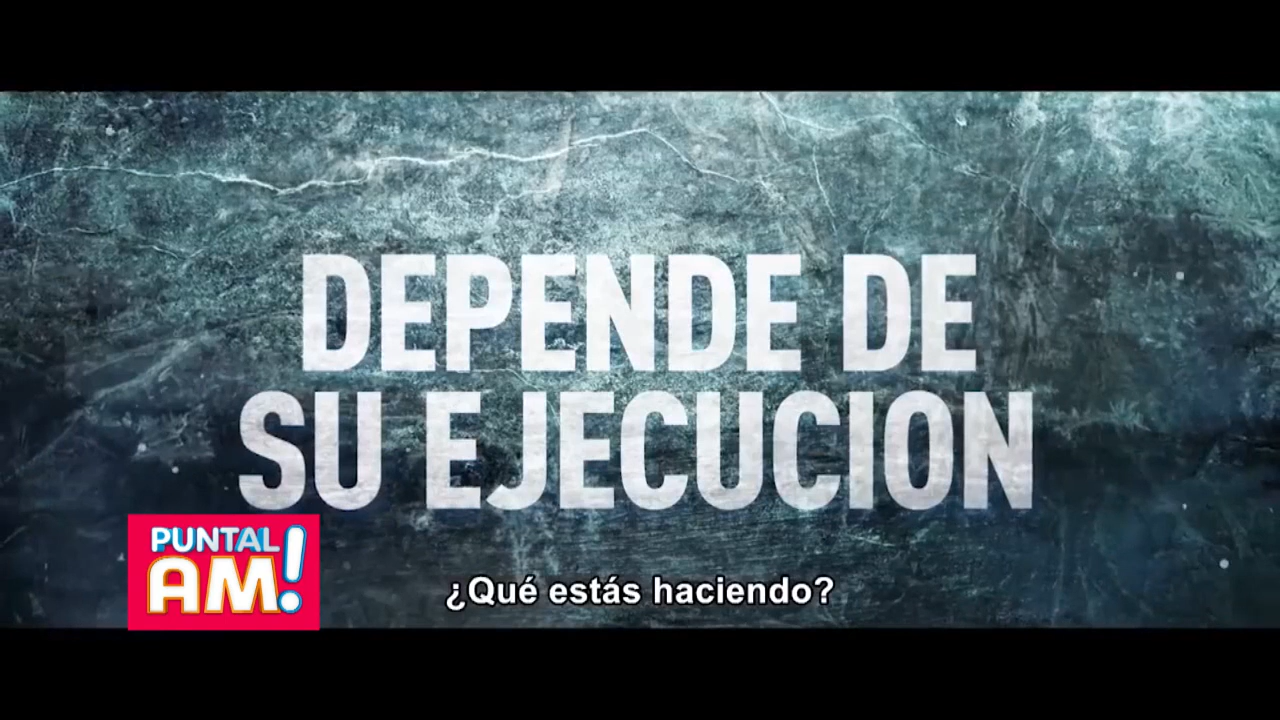 DEPENDE DE
SU EJECUCION
PUNTAL
AM!
¿Qué estás haciendo?